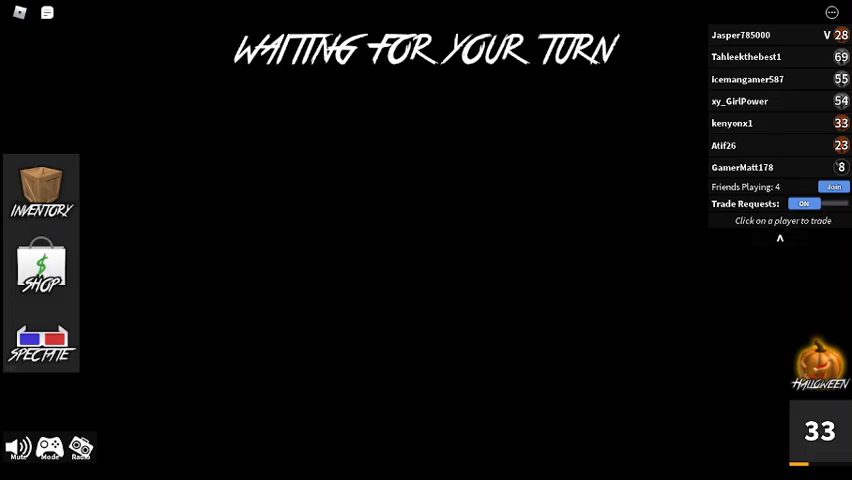 WAITING FOR YOUR TURN
Jasper785000 V 28
Tahleekthebest1 69
icemangamer587 55
xy_GirlPower 54
kenyonx1 33
Atif26 23
GamerMatt178 8
Friends Playing: 4 Join
Trade Requests: ON
Click on a player to trade
^
INVENTORY
$
SHOP
SPECTATE
HALLOWEEN
33
Mute Mode Radio